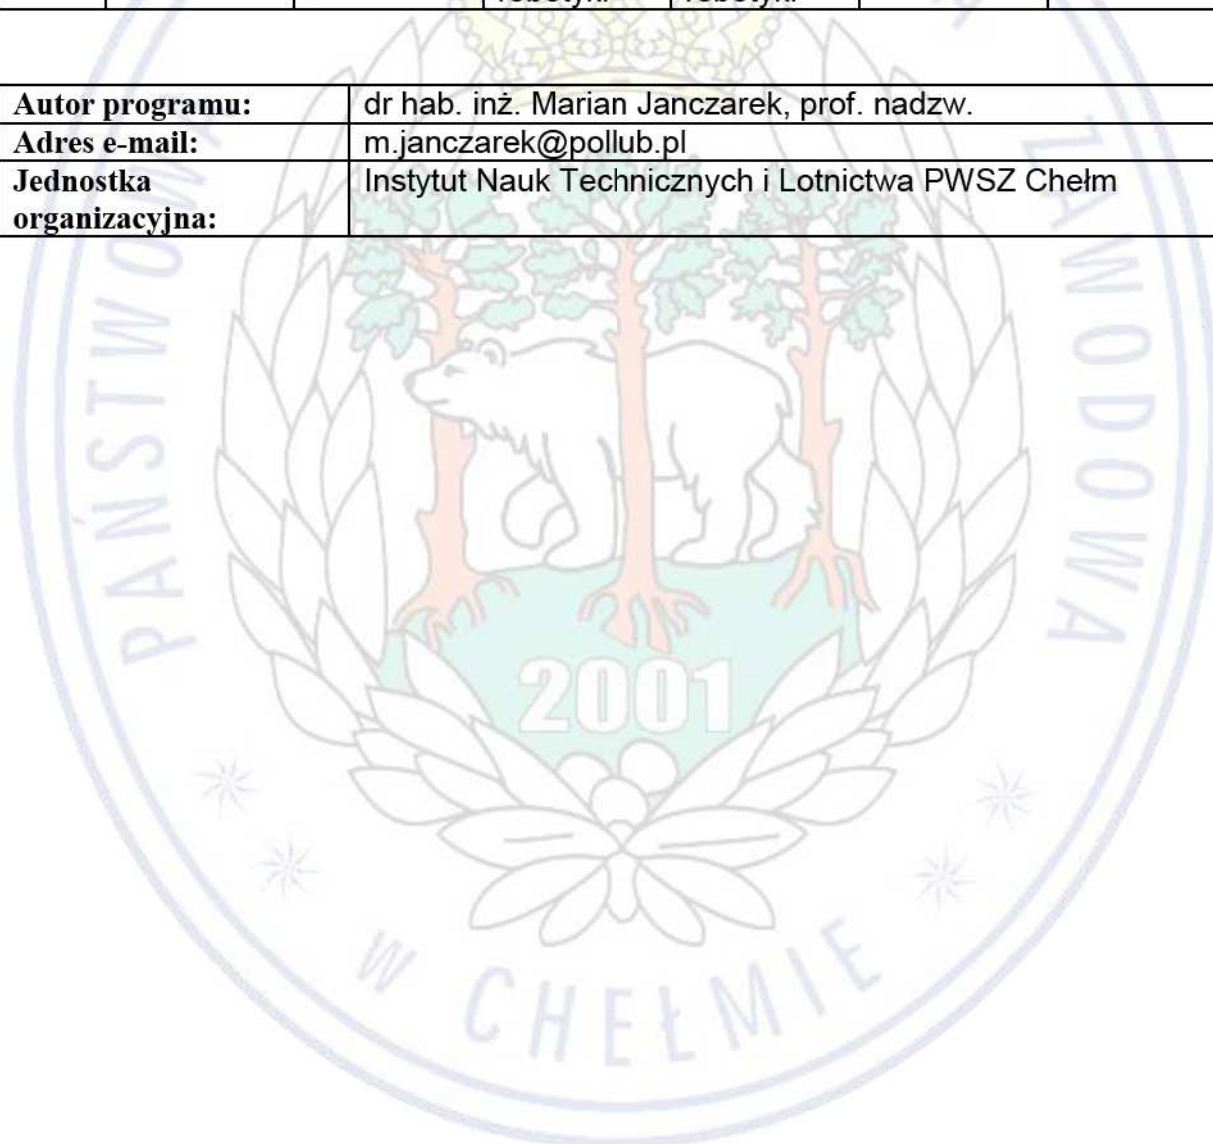 Autor programu: dr hab. inż. Marian Janczarek, prof. nadzw.
Adres e-mail: m.janczarek@pollub.pl
Jednostka Instytut Nauk Technicznych i Lotnictwa PWSZ Chełm
organizacyjna:
PAŃSTWOWA
ZAWODOWA
2001
W CHEŁMIE